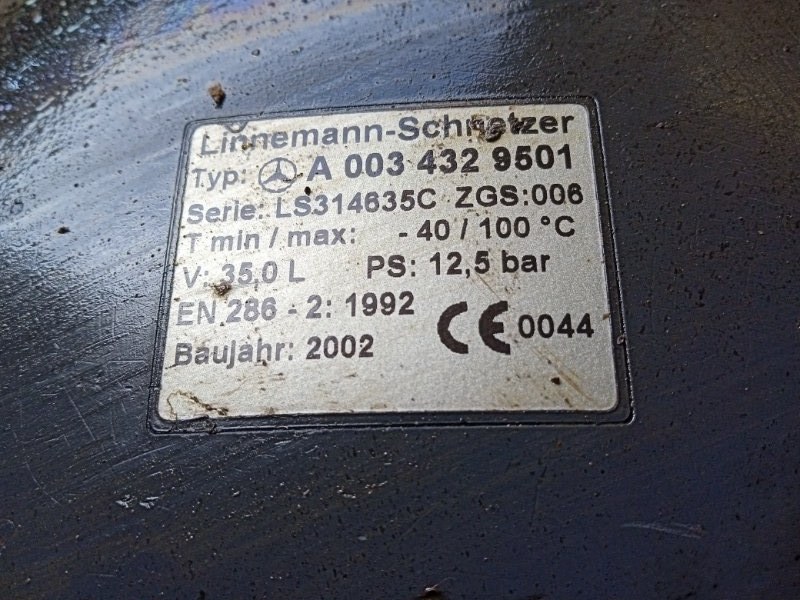 Linnemann-Schnetzer
Typ: A 003 432 9501
Serie: LS314635C ZGS:006
T min / max: - 40 / 100 °C
V: 35,0 L PS: 12,5 bar
EN 286 - 2: 1992
CE 0044
Baujahr: 2002